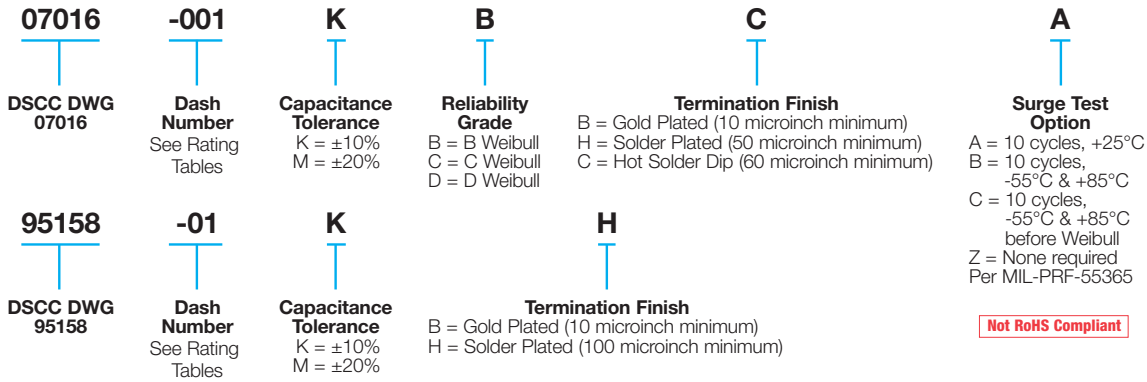 07016 -001 K B C A
DSCC DWG
07016
Dash
Number
See Rating
Tables
Capacitance
Tolerance
K = ±10%
M = ±20%
Reliability
Grade
B = B Weibull
C = C Weibull
D = D Weibull
Termination Finish
B = Gold Plated (10 microinch minimum)
H = Solder Plated (50 microinch minimum)
C = Hot Solder Dip (60 microinch minimum)
Surge Test
Option
A = 10 cycles, +25°C
B = 10 cycles,
-55°C & +85°C
C = 10 cycles,
-55°C & +85°C
before Weibull
Z = None required
Per MIL-PRF-55365
95158 -01 K H
DSCC DWG
95158
Dash
Number
See Rating
Tables
Capacitance
Tolerance
K = ±10%
M = ±20%
Termination Finish
B = Gold Plated (10 microinch minimum)
H = Solder Plated (100 microinch minimum)
Not RoHS Compliant